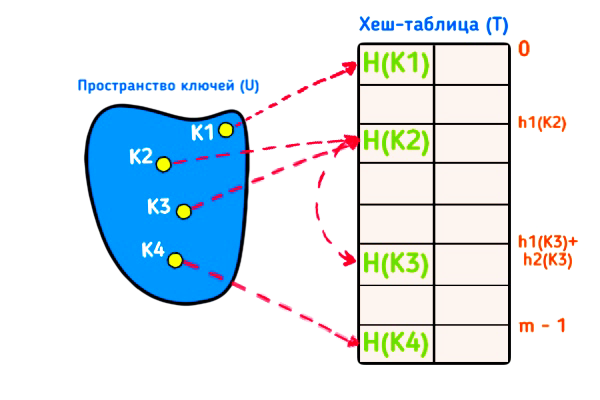 Хеш-таблица (T)
Пространство ключей (U)
0
K1
K2
K3
K4
H(K1)
h1(K2)
H(K2)
h1(K3)+
h2(K3)
H(K3)
m - 1
H(K4)